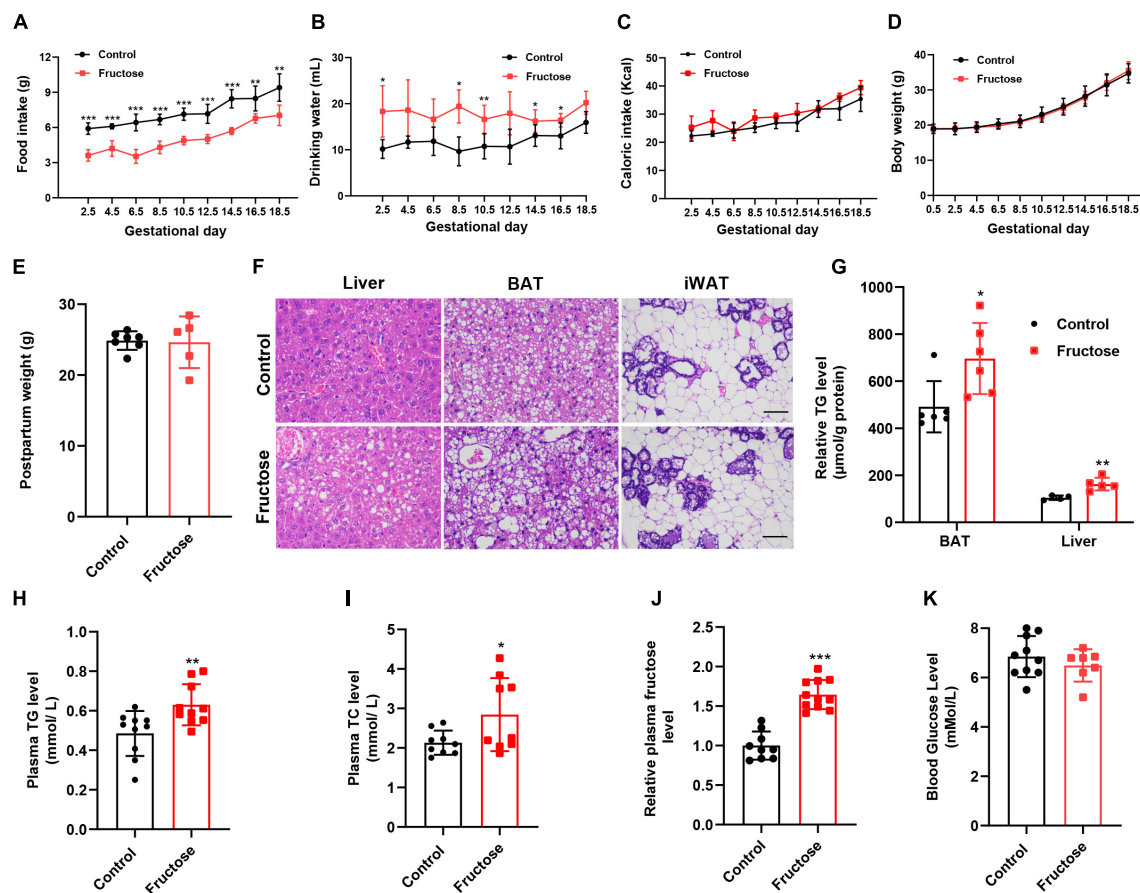 A
Control
Fructose
Food intake (g)
12
9
6
3
0
*** *** *** *** *** *** *** ** **
2.5 4.5 6.5 8.5 10.5 12.5 14.5 16.5 18.5
Gestational day
B
Control
Fructose
Drinking water (mL)
30
20
10
0
* * ** * *
2.5 4.5 6.5 8.5 10.5 12.5 14.5 16.5 18.5
Gestational day
C
Control
Fructose
Caloric intake (Kcal)
50
40
30
20
10
0
2.5 4.5 6.5 8.5 10.5 12.5 14.5 16.5 18.5
Gestational day
D
Control
Fructose
Body weight (g)
60
40
20
0
0.5 2.5 4.5 6.5 8.5 10.5 12.5 14.5 16.5 18.5
Gestational day
E
Postpartum weight (g)
30
20
10
0
Control
Fructose
F
Liver BAT iWAT
Control
Fructose
G
Relative TG level
(μmol/g protein)
1000
800
600
400
200
0
Control
Fructose
*
**
BAT Liver
H
Plasma TG level
(mmol/ L)
1.0
0.8
0.6
0.4
0.2
0.0
**
Control
Fructose
I
Plasma TC level
(mmol/ L)
5
4
3
2
1
0
*
Control
Fructose
J
Relative plasma fructose
level
2.5
2.0
1.5
1.0
0.5
0.0
***
Control
Fructose
K
Blood Glucose Level
(mMol/L)
8
6
4
2
0
Control
Fructose